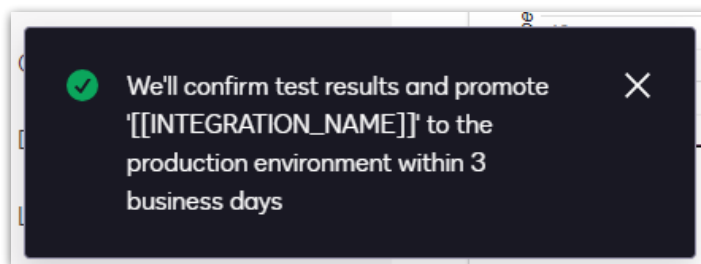 We'll confirm test results and promote
'[[INTEGRATION_NAME]]' to the
production environment within 3
business days